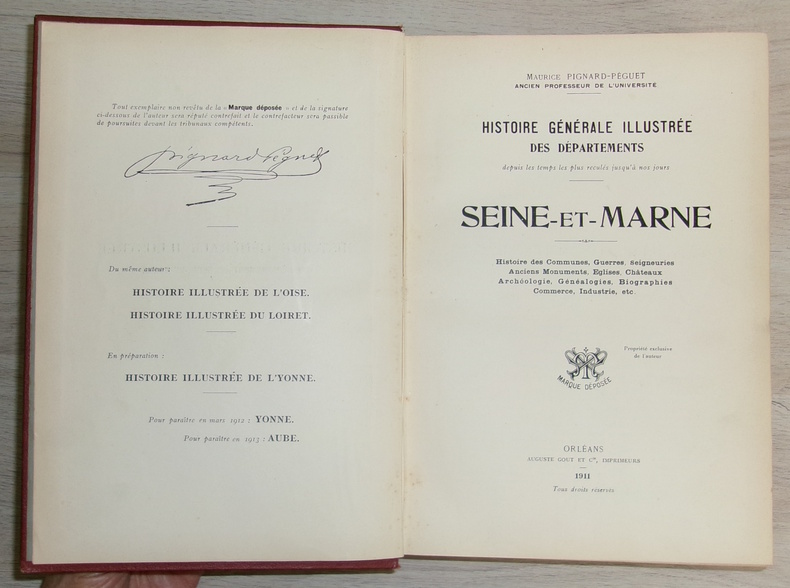 Tout exemplaire non revêtu de la « Marque déposée » et de la signature
ci-dessous de l'auteur sera réputé contrefait et le contrefacteur sera passible
de poursuites devant les tribunaux compétents.
Pignard Péguet
Du même auteur :
HISTOIRE ILLUSTRÉE DE L'OISE.
HISTOIRE ILLUSTRÉE DU LOIRET.
En préparation :
HISTOIRE ILLUSTRÉE DE L'YONNE.
Pour paraître en mars 1912 : YONNE.
Pour paraître en 1913 : AUBE.
MAURICE PIGNARD-PÉGUET
ANCIEN PROFESSEUR DE L'UNIVERSITÉ
HISTOIRE GÉNÉRALE ILLUSTRÉE
DES DÉPARTEMENTS
depuis les temps les plus reculés jusqu'à nos jours
SEINE-ET-MARNE
Histoire des Communes, Guerres, Seigneuries
Anciens Monuments, Eglises, Châteaux
Archéologie, Généalogies, Biographies
Commerce, Industrie, etc.
Propriété exclusive
de l'auteur
MARQUE DÉPOSÉE
ORLÉANS
AUGUSTE GOUT ET Cie, IMPRIMEURS
1911
Tous droits réservés